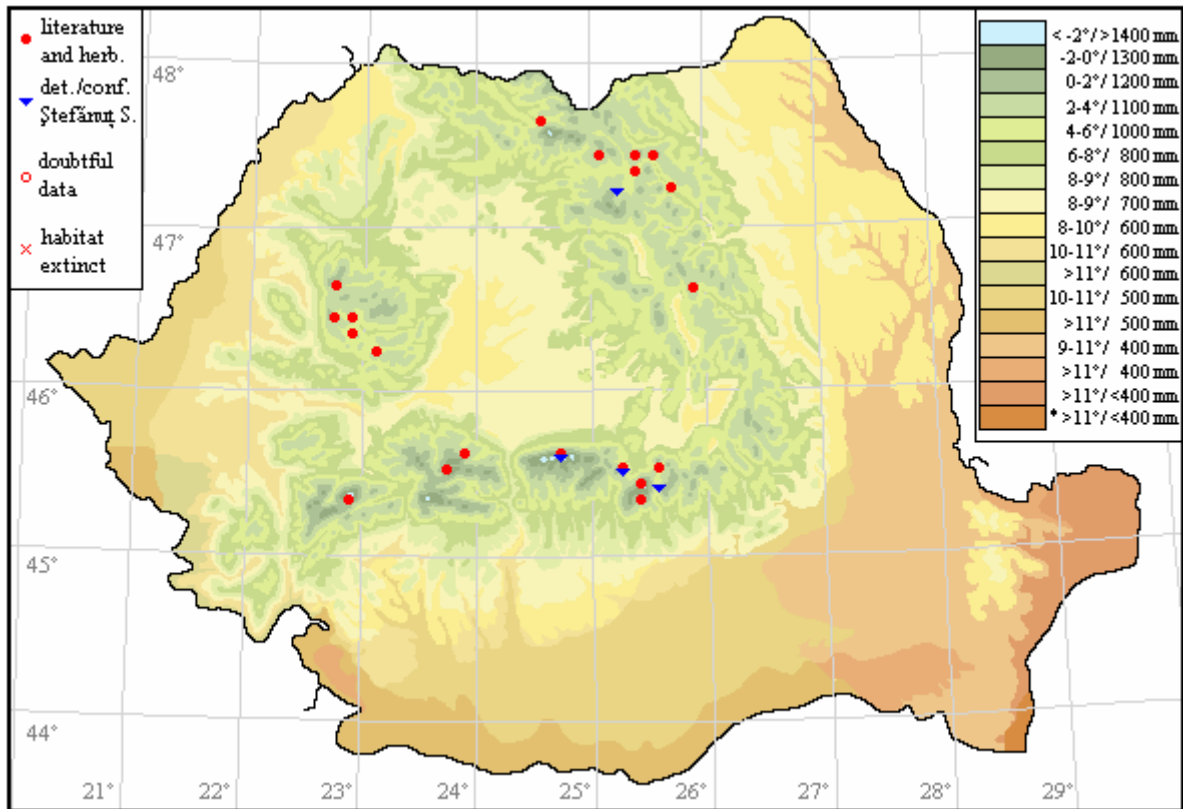 literature
and herb.
det./conf.
Ştefănuţ S.
doubtful
data
habitat
extinct
< -2°/>1400 mm
-2-0°/ 1300 mm
0-2°/ 1200 mm
2-4°/ 1100 mm
4-6°/ 1000 mm
6-8°/ 800 mm
8-9°/ 800 mm
8-9°/ 700 mm
8-10°/ 600 mm
10-11°/ 600 mm
>11°/ 600 mm
10-11°/ 500 mm
>11°/ 500 mm
9-11°/ 400 mm
>11°/ 400 mm
>11°/<400 mm
* >11°/<400 mm
48°
47°
46°
45°
44°
21° 22° 23° 24° 25° 26° 27° 28° 29°